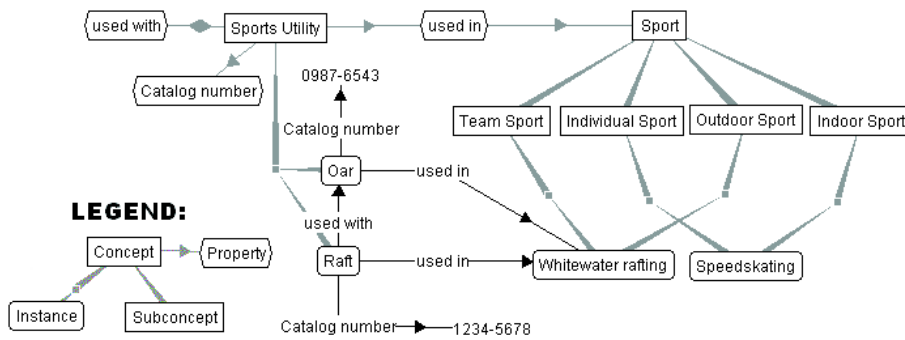 used with
Sports Utility
used in
Sport
Catalog number
0987-6543
Catalog number
Team Sport
Individual Sport
Outdoor Sport
Indoor Sport
Oar
used in
used with
LEGEND:
Concept
Property
Instance
Subconcept
Raft
used in
Whitewater rafting
Speedskating
Catalog number
1234-5678